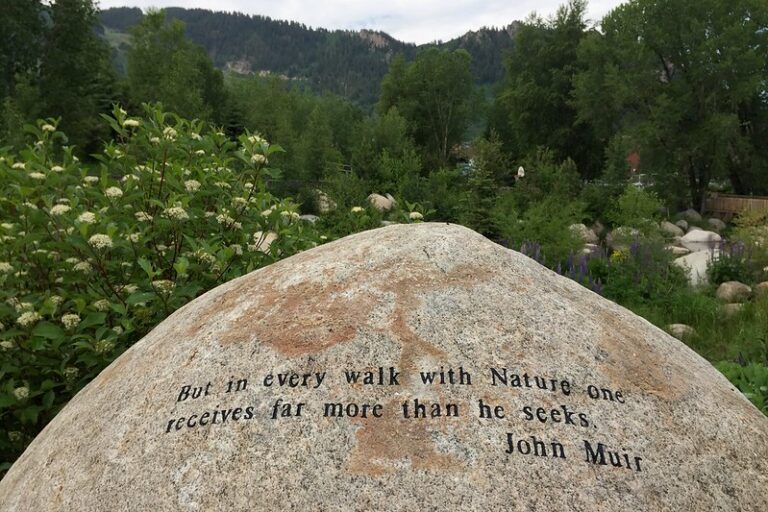 But in every walk with Nature one
receives far more than he seeks.
John Muir